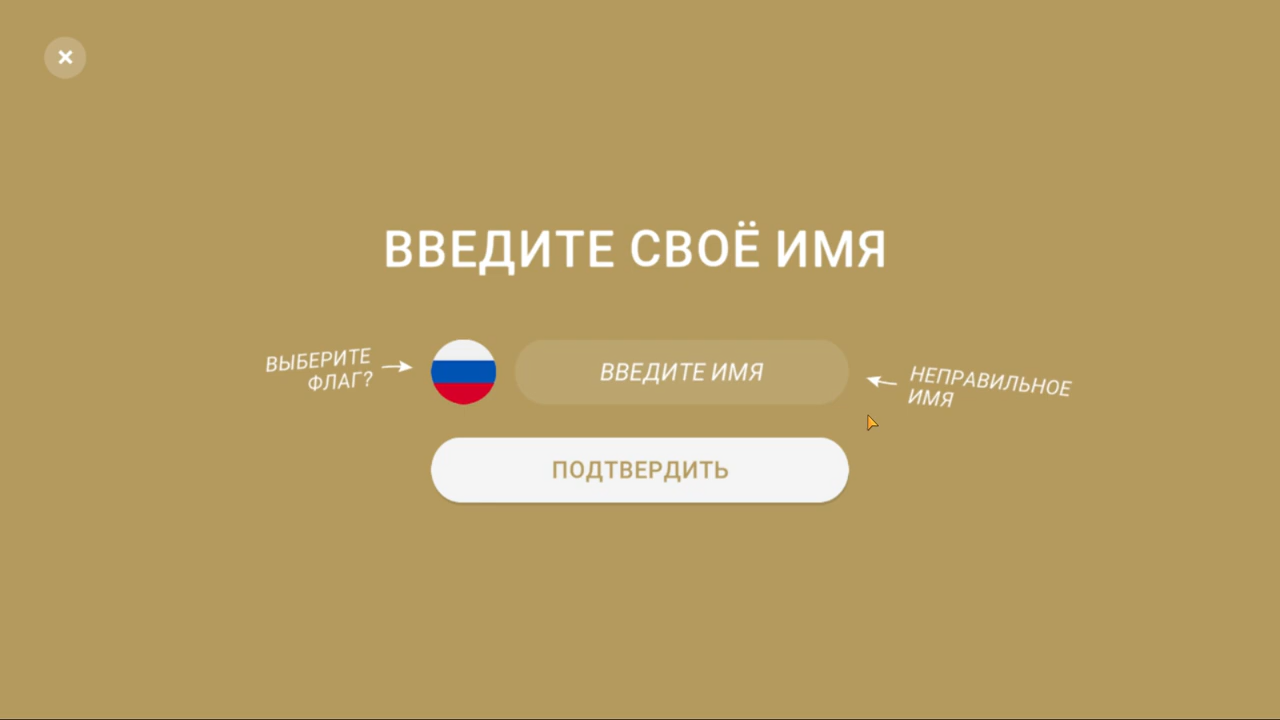 ВВЕДИТЕ СВОЁ ИМЯ
ВЫБЕРИТЕ
ФЛАГ?
ВВЕДИТЕ ИМЯ
НЕПРАВИЛЬНОЕ
ИМЯ
ПОДТВЕРДИТЬ